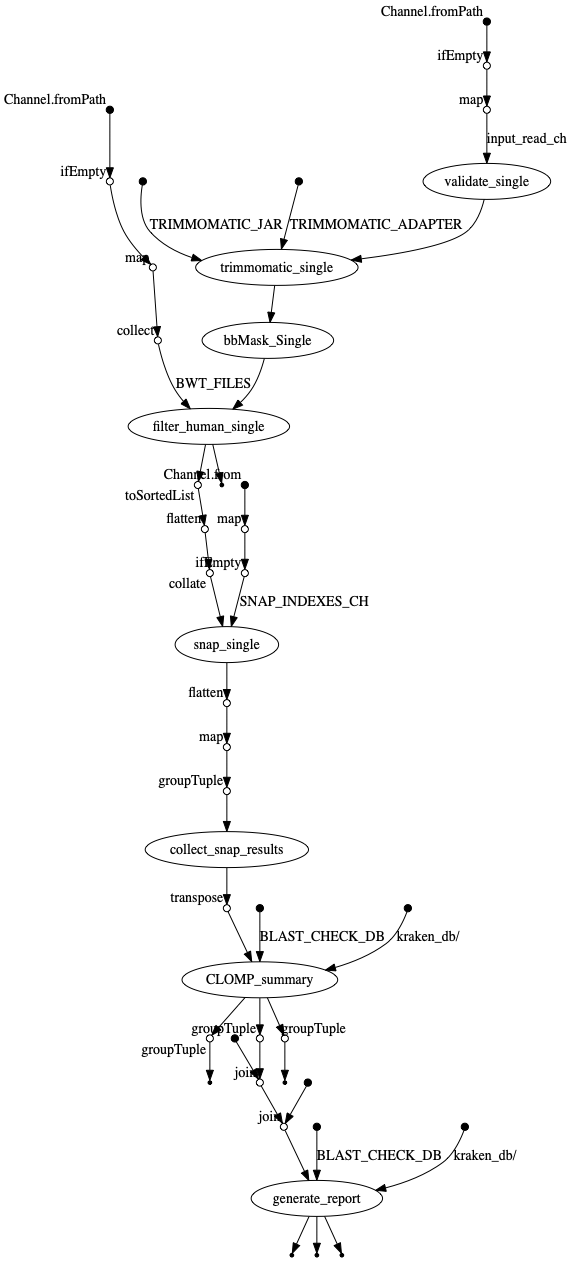 Channel.fromPath
ifEmpty
map
input_read_ch
validate_single
Channel.fromPath
ifEmpty
TRIMMOMATIC_JAR
TRIMMOMATIC_ADAPTER
map
trimmomatic_single
collect
bbMask_Single
BWT_FILES
filter_human_single
Channel.from
toSortedList
flatten
map
ifEmpty
collate
SNAP_INDEXES_CH
snap_single
flatten
map
groupTuple
collect_snap_results
transpose
BLAST_CHECK_DB
kraken_db/
CLOMP_summary
groupTuple
groupTuple
groupTuple
join
join
BLAST_CHECK_DB
kraken_db/
generate_report